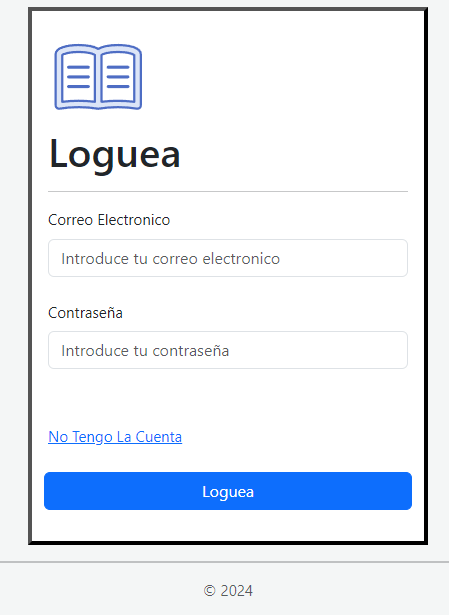 Loguea
Correo Electronico
Introduce tu correo electronico
Contraseña
Introduce tu contraseña
No Tengo La Cuenta
Loguea
© 2024